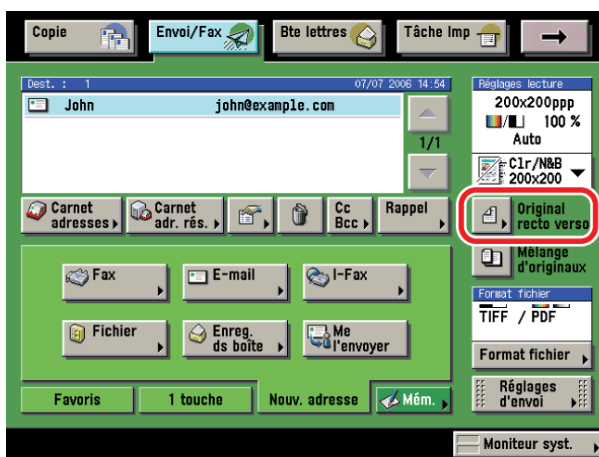 Copie
Envoi/Fax
Bte lettres
Tâche Imp
Dest. : 1
07/07 2006 14:54
John john@example.com
1/1
Carnet
adresses
Carnet
adr. rés.
Cc
Bcc
Rappel
Fax
E-mail
I-Fax
Fichier
Enreg.
ds boîte
Me
l'envoyer
Favoris
1 touche
Nouv. adresse
Mém.
Réglages lecture
200x200ppp
100 %
Auto
Clr/N&B
200x200
Original
recto verso
Mélange
d'originaux
Format fichier
TIFF / PDF
Format fichier
Réglages
d'envoi
Moniteur syst.